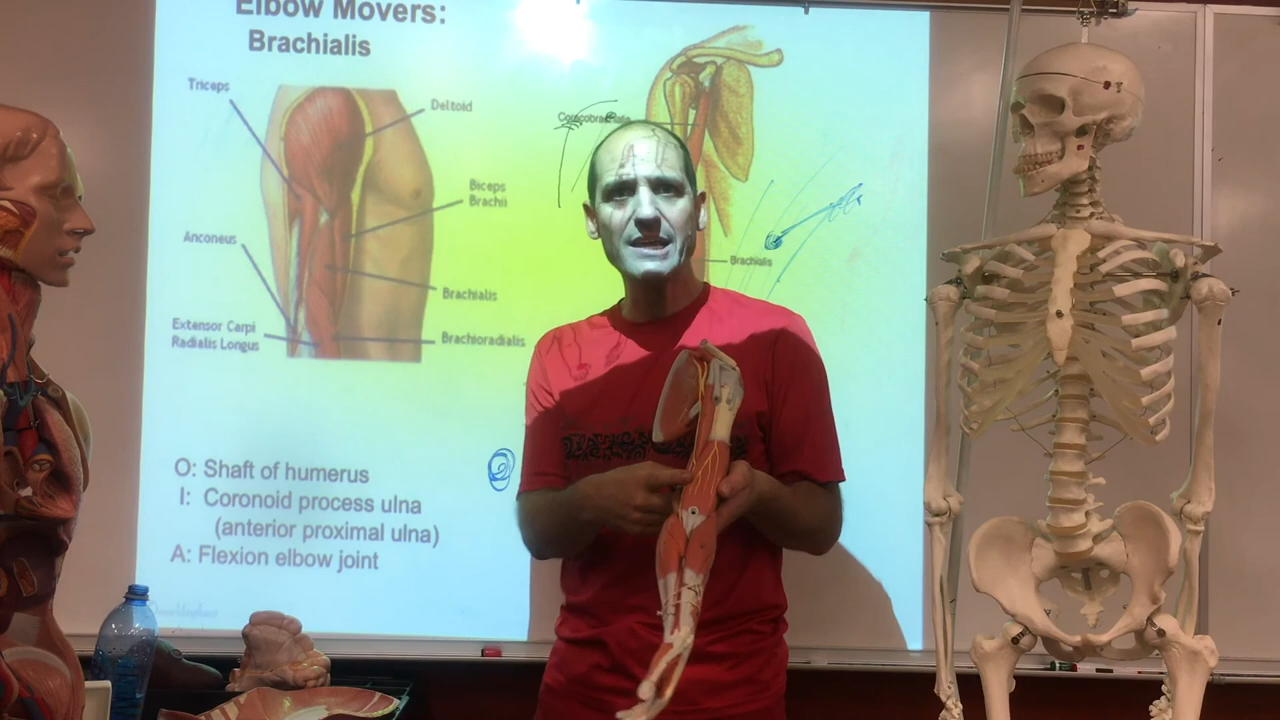 Elbow Movers:
Brachialis
Triceps
Deltoid
Coracobrachialis
Biceps
Brachii
Anconeus
Brachialis
Brachialis
Extensor Carpi
Radialis Longus
Brachioradialis
O: Shaft of humerus
I: Coronoid process ulna
(anterior proximal ulna)
A: Flexion elbow joint